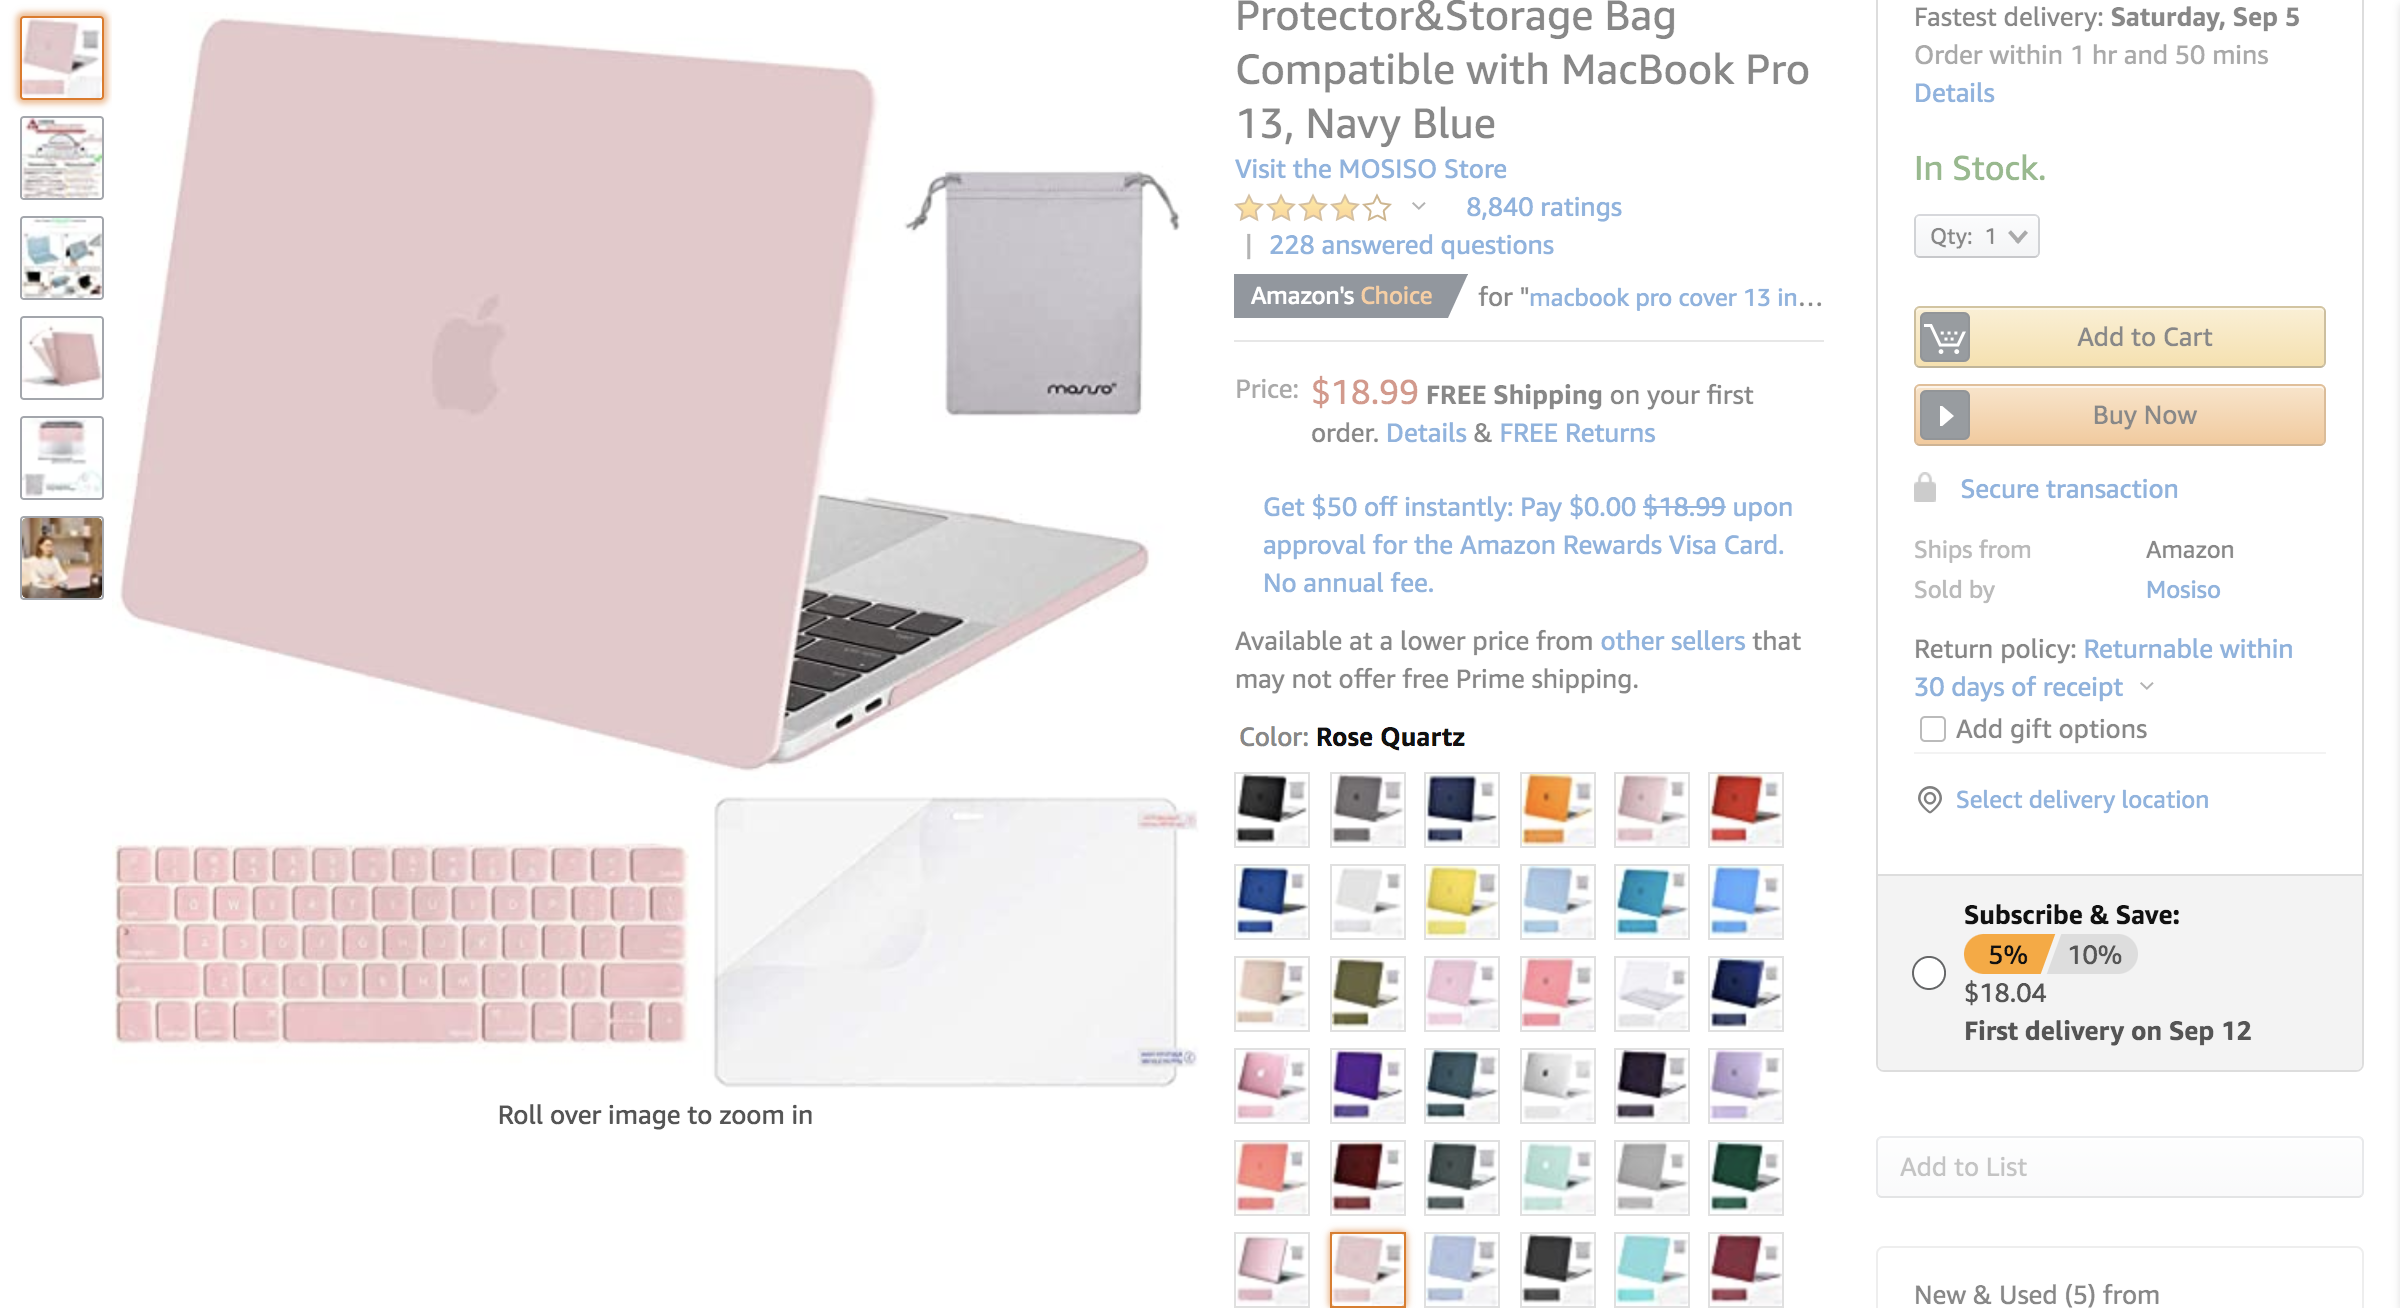 Protector&Storage Bag
Compatible with MacBook Pro
13, Navy Blue
Visit the MOSISO Store
8,840 ratings
| 228 answered questions
Amazon's Choice for "macbook pro cover 13 in…
Price: $18.99 FREE Shipping on your first
order. Details & FREE Returns
Get $50 off instantly: Pay $0.00 $18.99 upon
approval for the Amazon Rewards Visa Card.
No annual fee.
Available at a lower price from other sellers that
may not offer free Prime shipping.
Color: Rose Quartz
mosiso
Roll over image to zoom in
Fastest delivery: Saturday, Sep 5
Order within 1 hr and 50 mins
Details
In Stock.
Qty: 1
Add to Cart
Buy Now
Secure transaction
Ships from Amazon
Sold by Mosiso
Return policy: Returnable within
30 days of receipt
Add gift options
Select delivery location
Subscribe & Save:
5% 10%
$18.04
First delivery on Sep 12
Add to List
New & Used (5) from